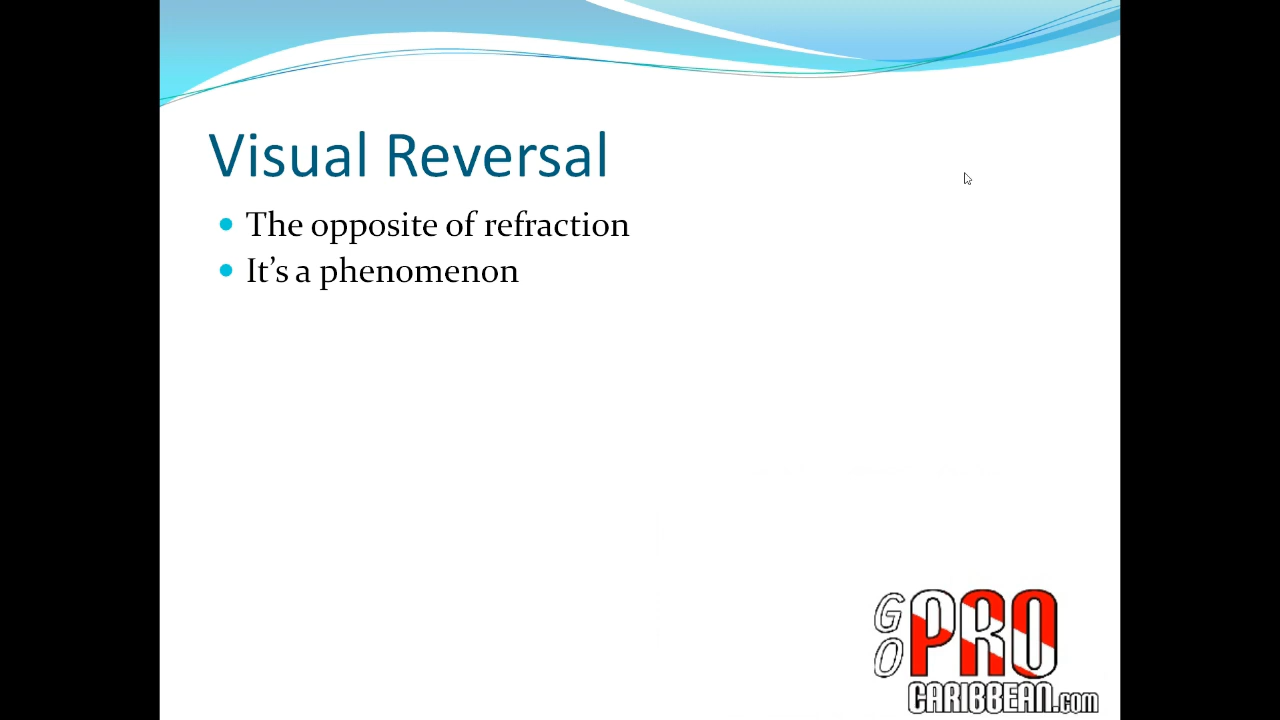 Visual Reversal
The opposite of refraction
It's a phenomenon
GO PRO
CARIBBEAN.com